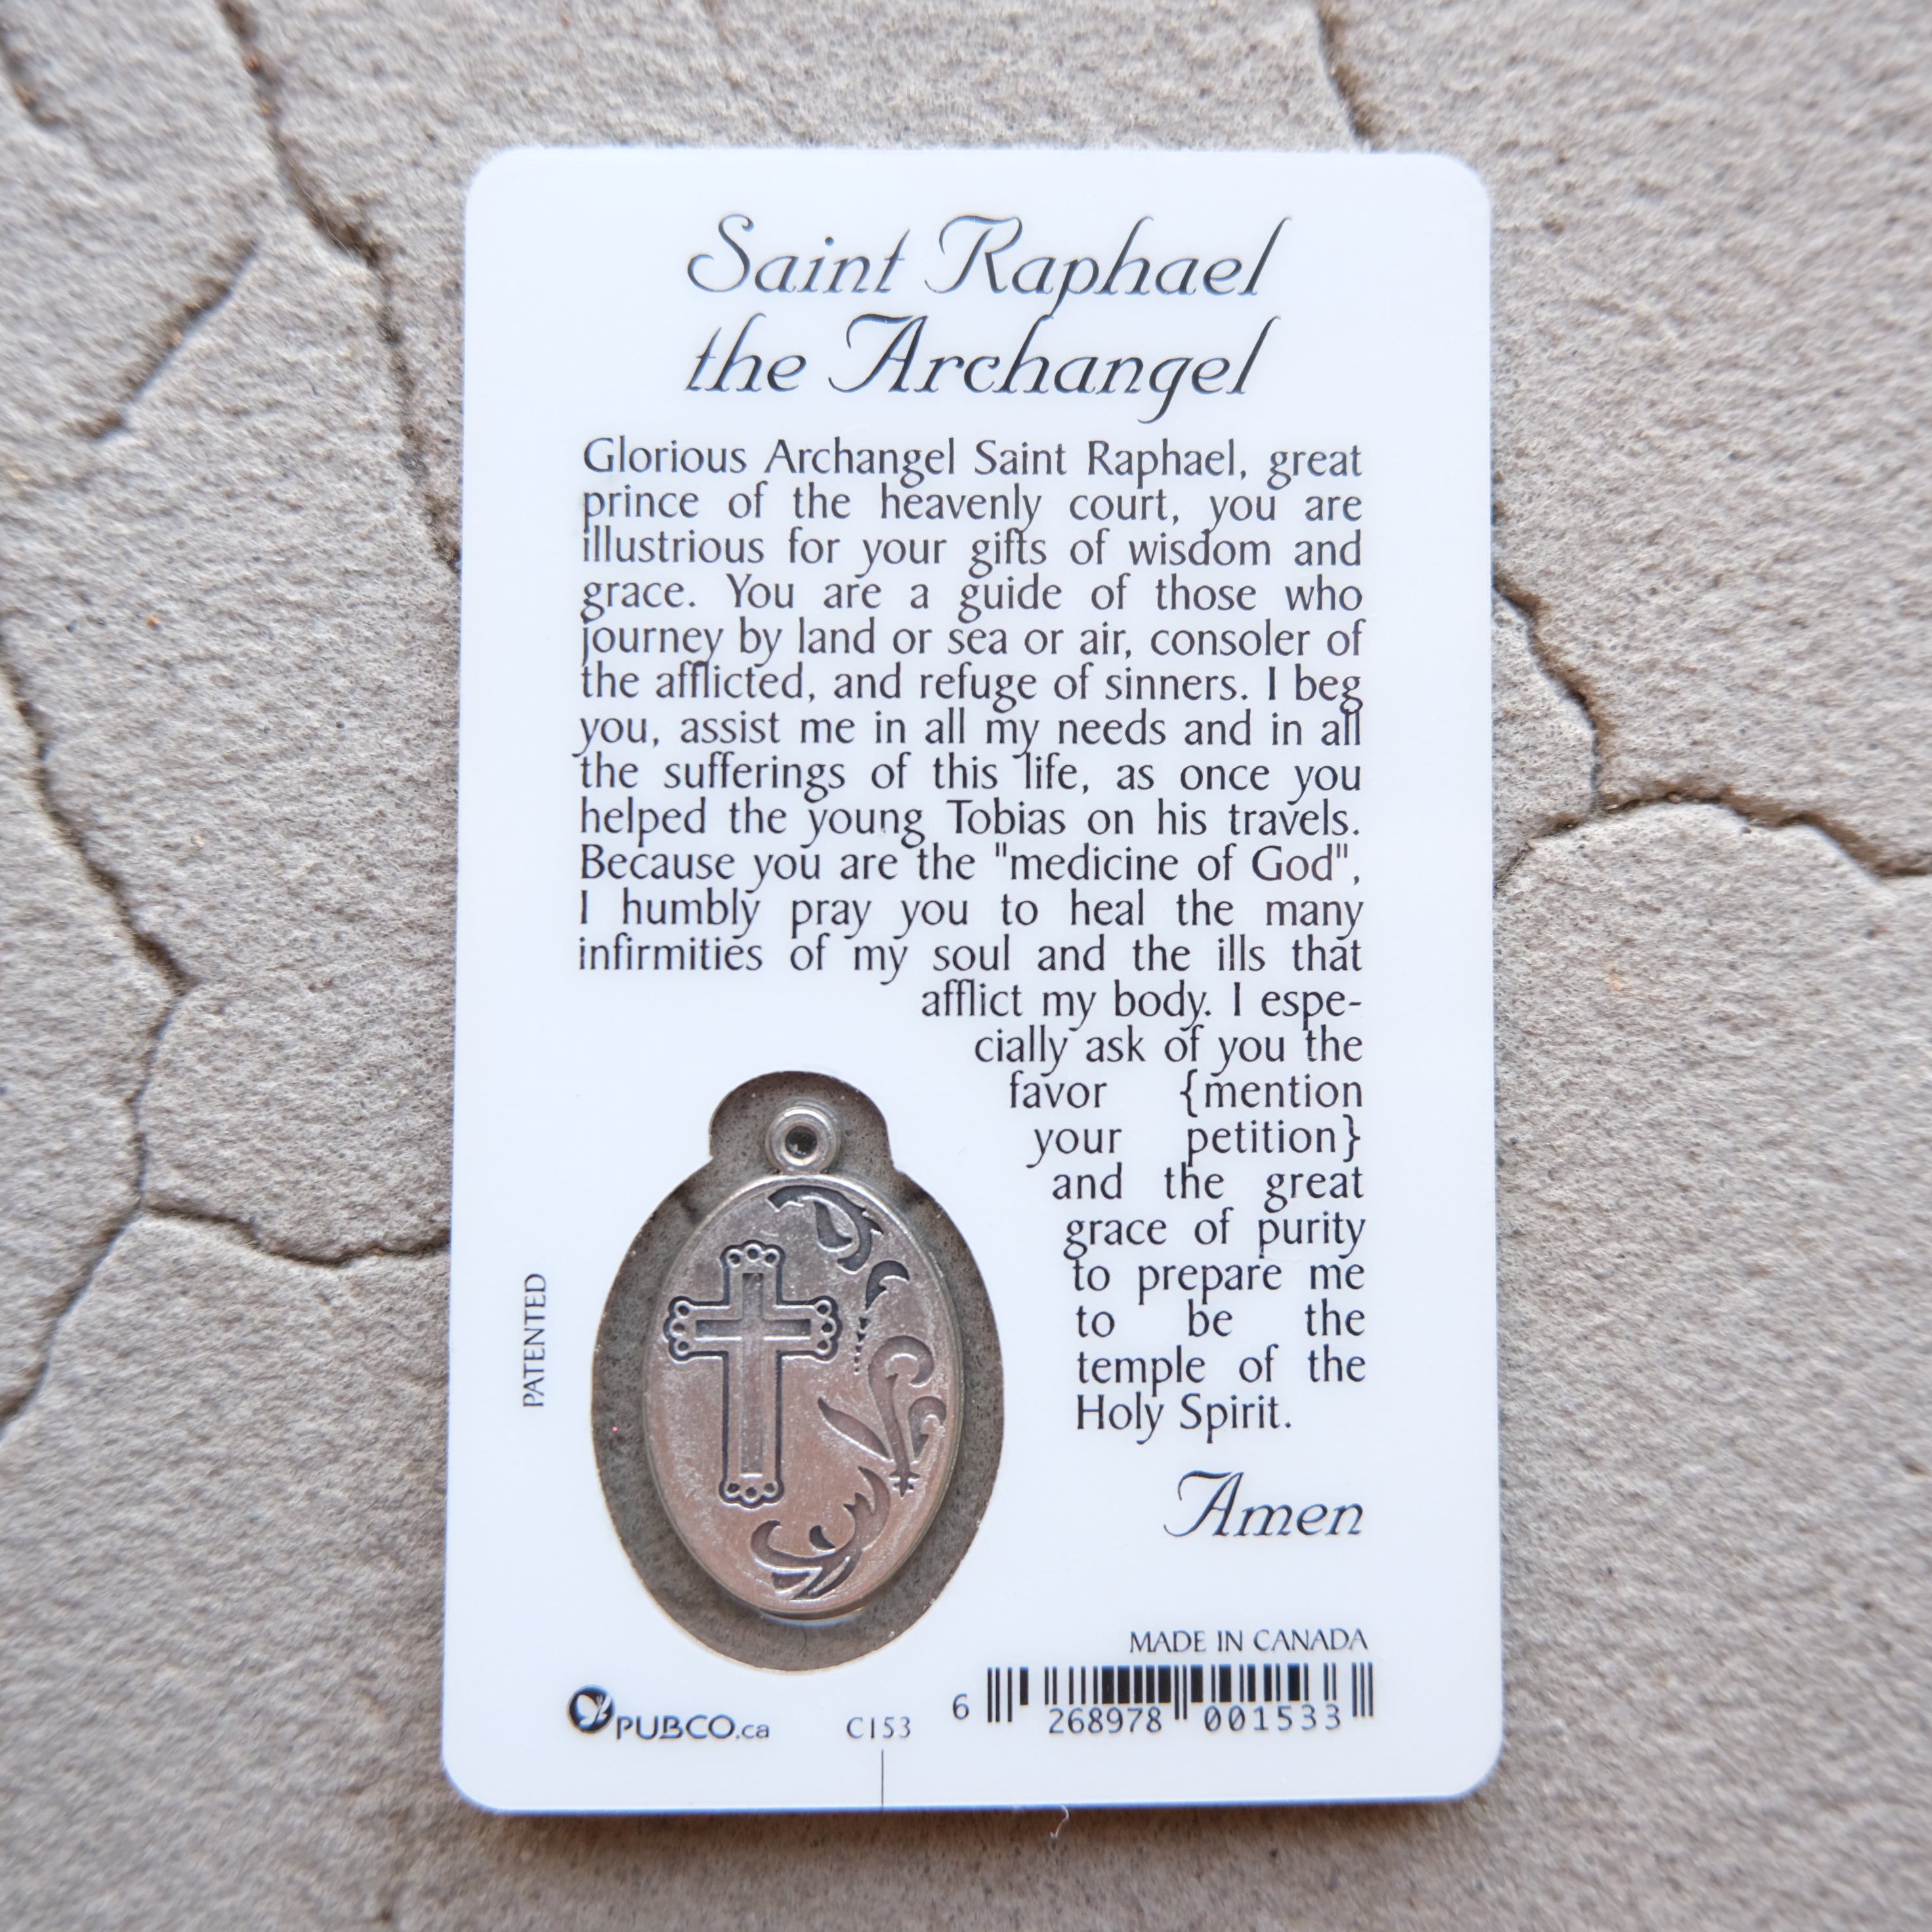 Saint Raphael
the Archangel
Glorious Archangel Saint Raphael, great
prince of the heavenly court, you are
illustrious for your gifts of wisdom and
grace. You are a guide of those who
journey by land or sea or air, consoler of
the afflicted, and refuge of sinners. I beg
you, assist me in all my needs and in all
the sufferings of this life, as once you
helped the young Tobias on his travels.
Because you are the "medicine of God",
I humbly pray you to heal the many
infirmities of my soul and the ills that
afflict my body. I espe-
cially ask of you the
favor {mention
your petition}
and the great
grace of purity
to prepare me
to be the
temple of the
Holy Spirit.
Amen
PATENTED
MADE IN CANADA
PUBCO.ca
C153
6 268978 001533